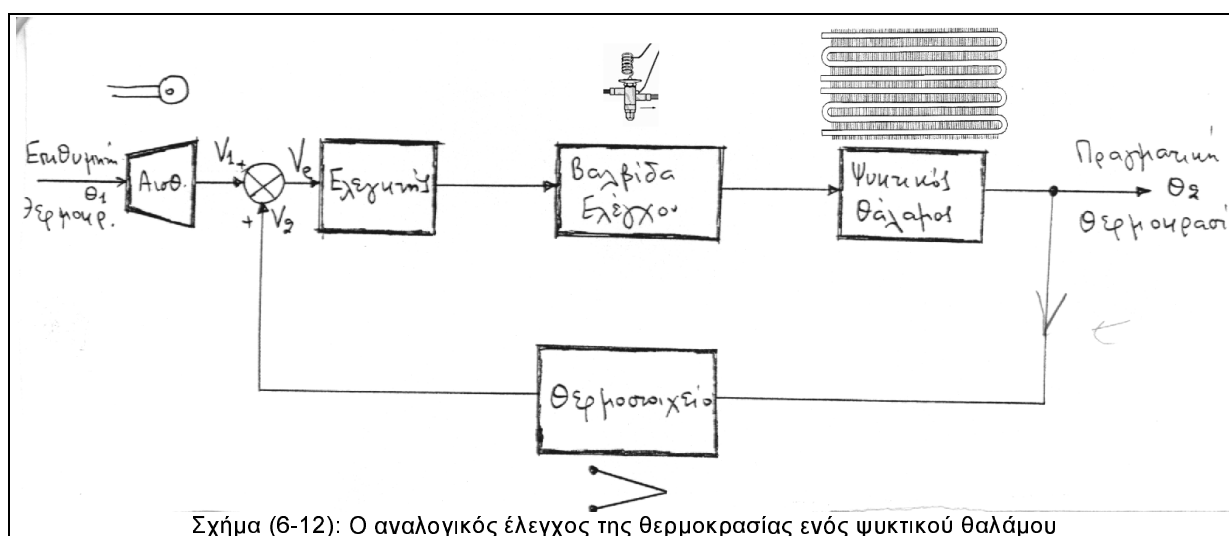 Επιθυμητή
θ1
θερμοκρ.
Αισθ.
V1 +
+ V2
Ve
Ελεγκτής
Βαλβίδα
Ελέγχου
Ψυκτικός
θάλαμος
Πραγματική
θ2
θερμοκρασί
Θερμοστοιχείο
Σχήμα (6-12): Ο αναλογικός έλεγχος της θερμοκρασίας ενός ψυκτικού θαλάμου